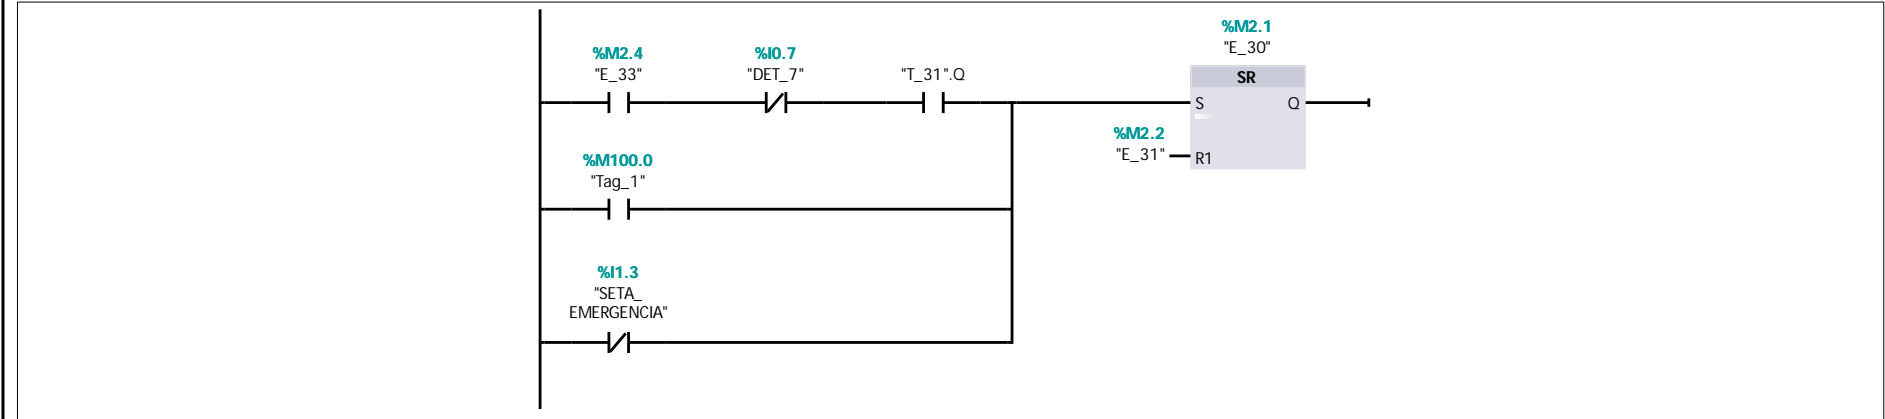 %M2.1
"E_30"
%M2.4
%I0.7
"E_33"
"DET_7"
"T_31".Q
SR
S
Q
%M2.2
"E_31"
R1
%M100.0
"Tag_1"
%I1.3
"SETA_
EMERGENCIA"